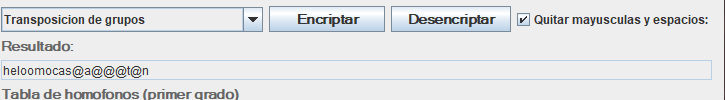 Transposicion de grupos Encriptar Desencriptar Quitar mayusculas y espacios:
Resultado:
heloomocas@a@@@t@n
Tabla de homofonos (primer grado)